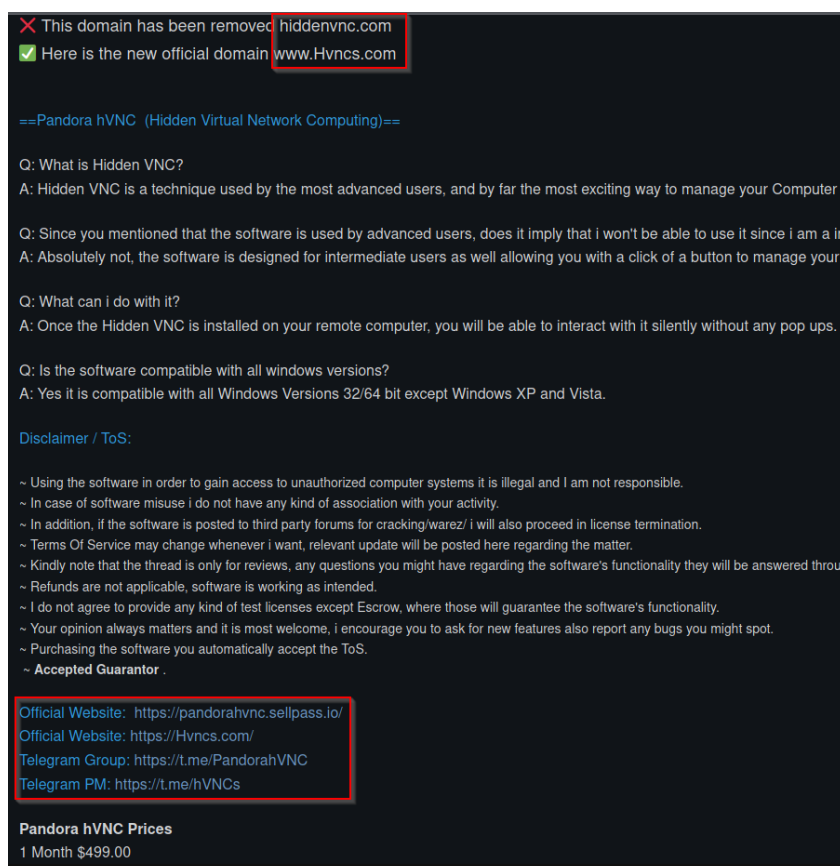 ❌ This domain has been removed hiddenvnc.com
✅ Here is the new official domain www.Hvncs.com
==Pandora hVNC (Hidden Virtual Network Computing)==
Q: What is Hidden VNC?
A: Hidden VNC is a technique used by the most advanced users, and by far the most exciting way to manage your Computer
Q: Since you mentioned that the software is used by advanced users, does it imply that i won't be able to use it since i am a
A: Absolutely not, the software is designed for intermediate users as well allowing you with a click of a button to manage your
Q: What can i do with it?
A: Once the Hidden VNC is installed on your remote computer, you will be able to interact with it silently without any pop ups.
Q: Is the software compatible with all windows versions?
A: Yes it is compatible with all Windows Versions 32/64 bit except Windows XP and Vista.
Disclaimer / ToS:
~ Using the software in order to gain access to unauthorized computer systems it is illegal and I am not responsible.
~ In case of software misuse i do not have any kind of association with your activity.
~ In addition, if the software is posted to third party forums for cracking/warez/ i will also proceed in license termination.
~ Terms Of Service may change whenever i want, relevant update will be posted here regarding the matter.
~ Kindly note that the thread is only for reviews, any questions you might have regarding the software's functionality they will be answered
~ Refunds are not applicable, software is working as intended.
~ I do not agree to provide any kind of test licenses except Escrow, where those will guarantee the software's functionality.
~ Your opinion always matters and it is most welcome, i encourage you to ask for new features also report any bugs you might spot.
~ Purchasing the software you automatically accept the ToS.
~ Accepted Guarantor .
Official Website: https://pandorahvnc.sellpass.io/
Official Website: https://Hvncs.com/
Telegram Group: https://t.me/PandorahVNC
Telegram PM: https://t.me/hVNCs
Pandora hVNC Prices
1 Month $499.00